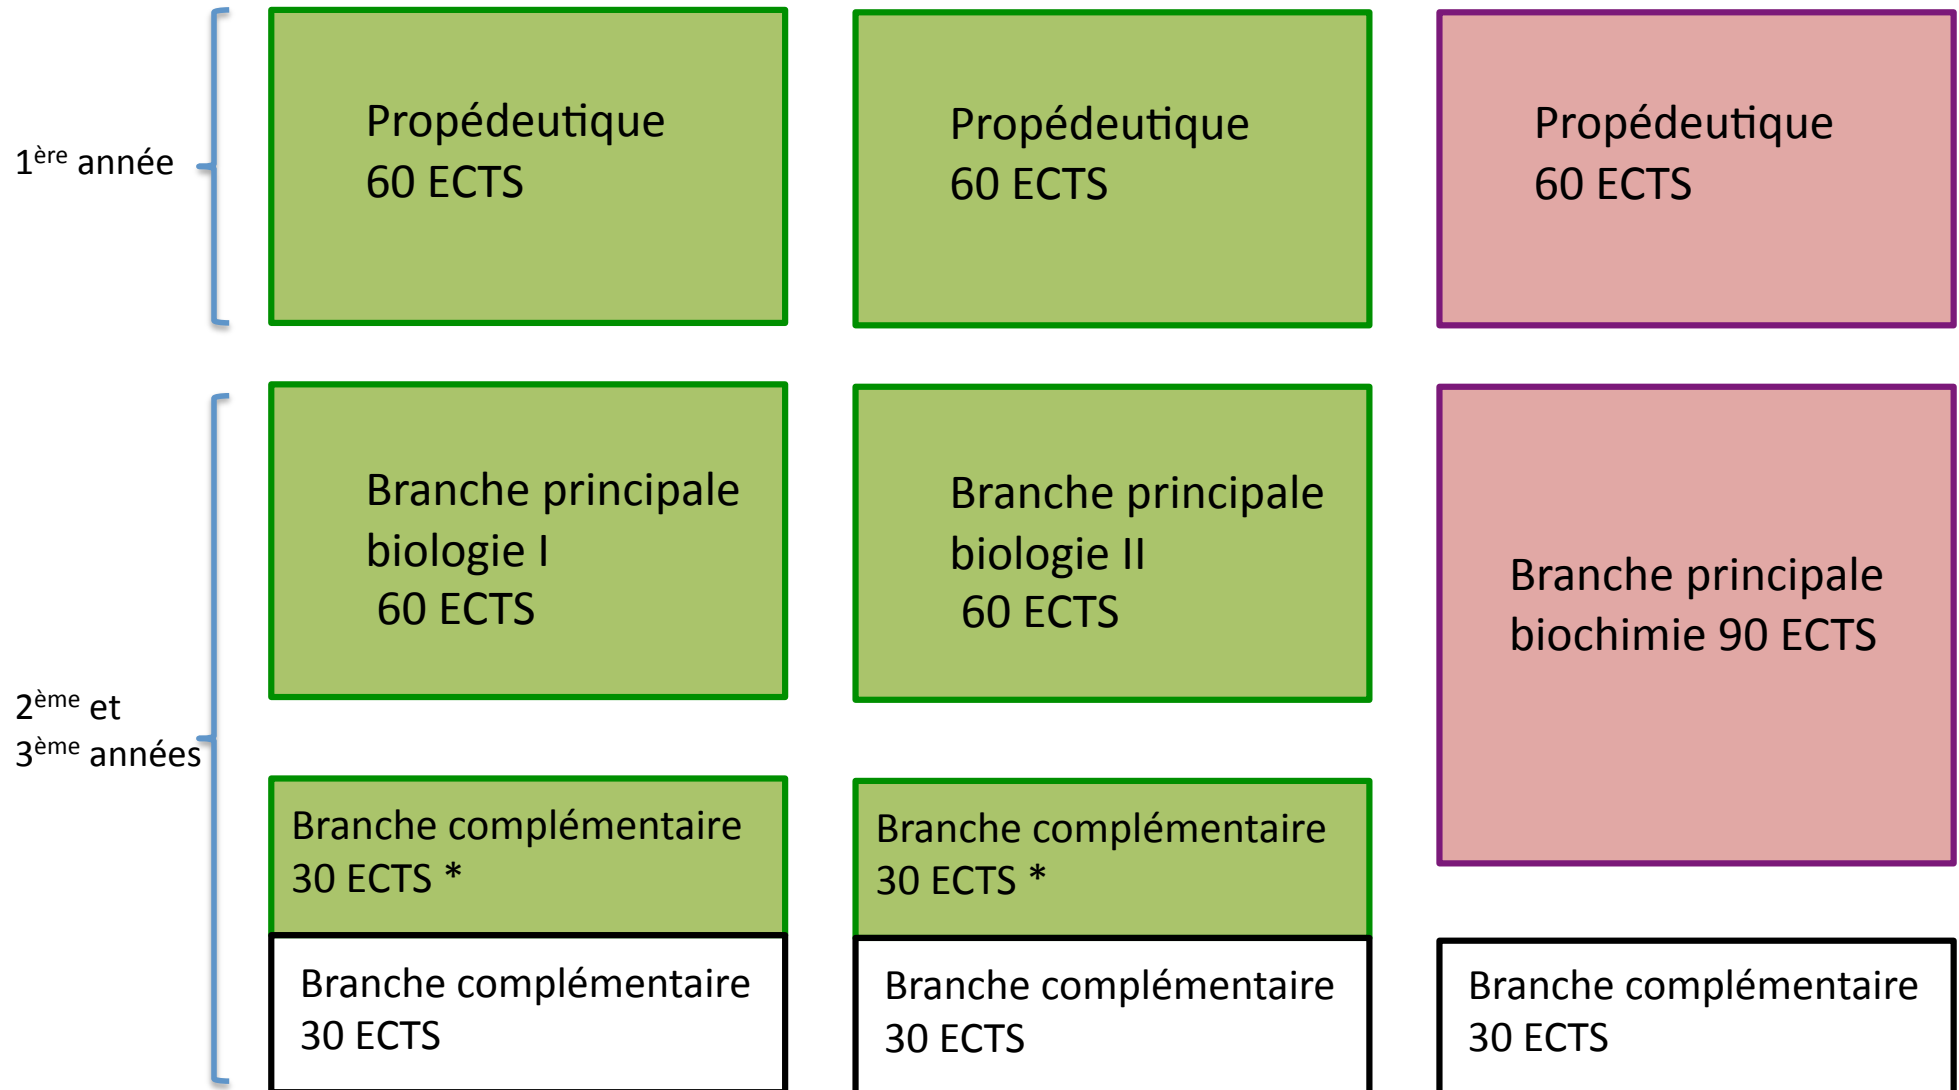 1ère année
Propédeutique
60 ECTS
Propédeutique
60 ECTS
Propédeutique
60 ECTS
2ème et
3ème années
Branche principale
biologie I
60 ECTS
Branche principale
biologie II
60 ECTS
Branche principale
biochimie 90 ECTS
Branche complémentaire
30 ECTS *
Branche complémentaire
30 ECTS *
Branche complémentaire
30 ECTS
Branche complémentaire
30 ECTS
Branche complémentaire
30 ECTS